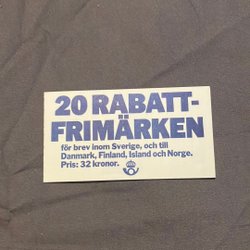 20 RABATT-
FRIMÄRKEN
för brev inom Sverige, och till
Danmark, Finland, Island och Norge.
Pris: 32 kronor.